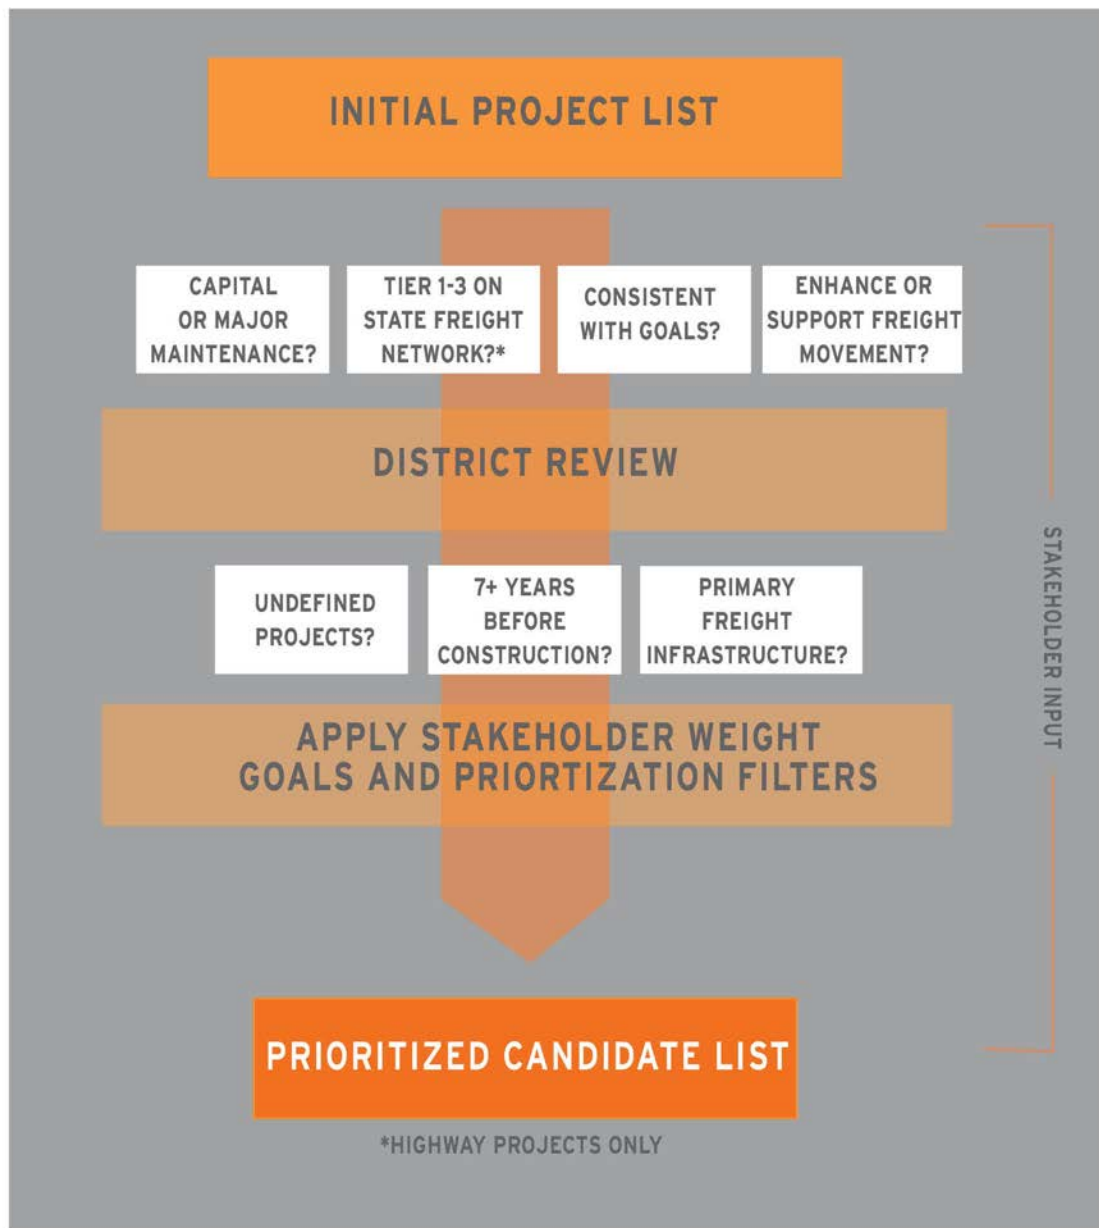 INITIAL PROJECT LIST
CAPITAL
OR MAJOR
MAINTENANCE?
TIER 1-3 ON
STATE FREIGHT
NETWORK?*
CONSISTENT
WITH GOALS?
ENHANCE OR
SUPPORT FREIGHT
MOVEMENT?
DISTRICT REVIEW
UNDEFINED
PROJECTS?
7+ YEARS
BEFORE
CONSTRUCTION?
PRIMARY
FREIGHT
INFRASTRUCTURE?
APPLY STAKEHOLDER WEIGHT
GOALS AND PRIORTIZATION FILTERS
STAKEHOLDER INPUT
PRIORITIZED CANDIDATE LIST
*HIGHWAY PROJECTS ONLY